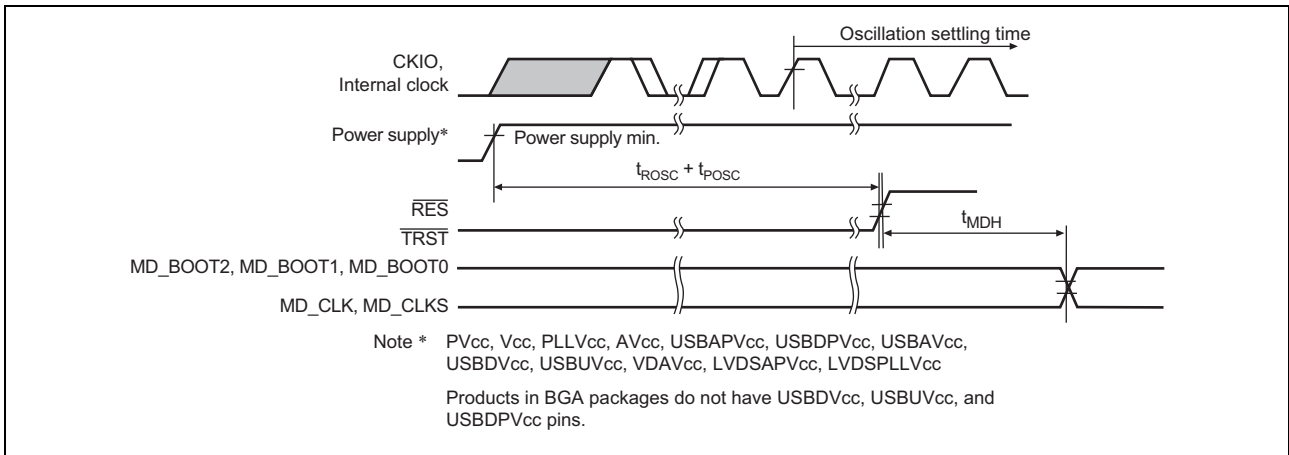 Oscillation settling time
CKIO,
Internal clock
Power supply*
Power supply min.
tROSC + tPOSC
RES
tMDH
TRST
MD_BOOT2, MD_BOOT1, MD_BOOT0
MD_CLK, MD_CLKS
Note * PVcc, Vcc, PLLVcc, AVcc, USBAPVcc, USBDPVcc, USBAVcc,
USBDVcc, USBUVcc, VDAVcc, LVDSAPVcc, LVDSPLLVcc
Products in BGA packages do not have USBDVcc, USBUVcc, and
USBDPVcc pins.